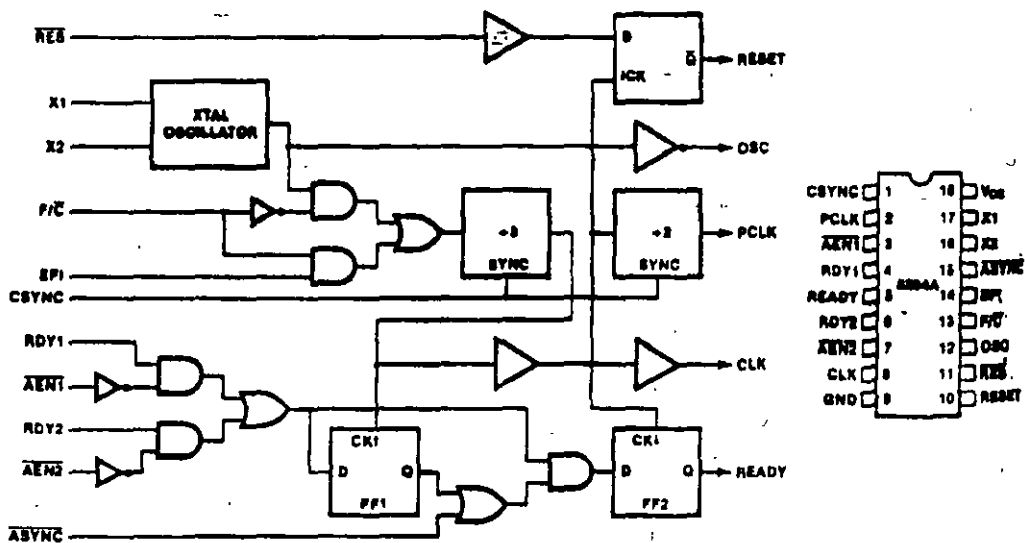 RES
D
Q
RESET
CK
X1
XTAL
OSCILLATOR
X2
OSC
F/C
÷3
SYNC
÷2
SYNC
PCLK
EFI
CSYNC
RDY1
AEN1
CLK
RDY2
AEN2
CK↑
D
Q
FF1
CK↓
D
Q
FF2
READY
ASYNC
CSYNC 1 18
PCLK 2 17 X1
AEN1 3 16 X2
RDY1 4 15 ASYNC
READY 5 8284A 14 EFI
RDY2 6 13 F/C
AEN2 7 12 OSC
CLK 8 11 RES
GND 9 10 RESET